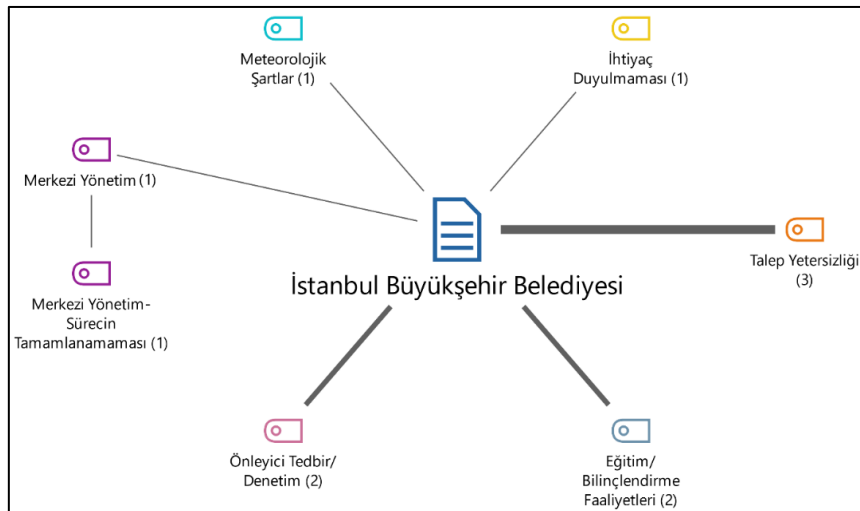 Meteorolojik
Şartlar (1)
İhtiyaç
Duyulmaması (1)
Merkezi Yönetim (1)
Talep Yetersizliği
(3)
İstanbul Büyükşehir Belediyesi
Merkezi Yönetim-
Sürecin
Tamamlanamaması (1)
Önleyici Tedbir/
Denetim (2)
Eğitim/
Bilinçlendirme
Faaliyetleri (2)